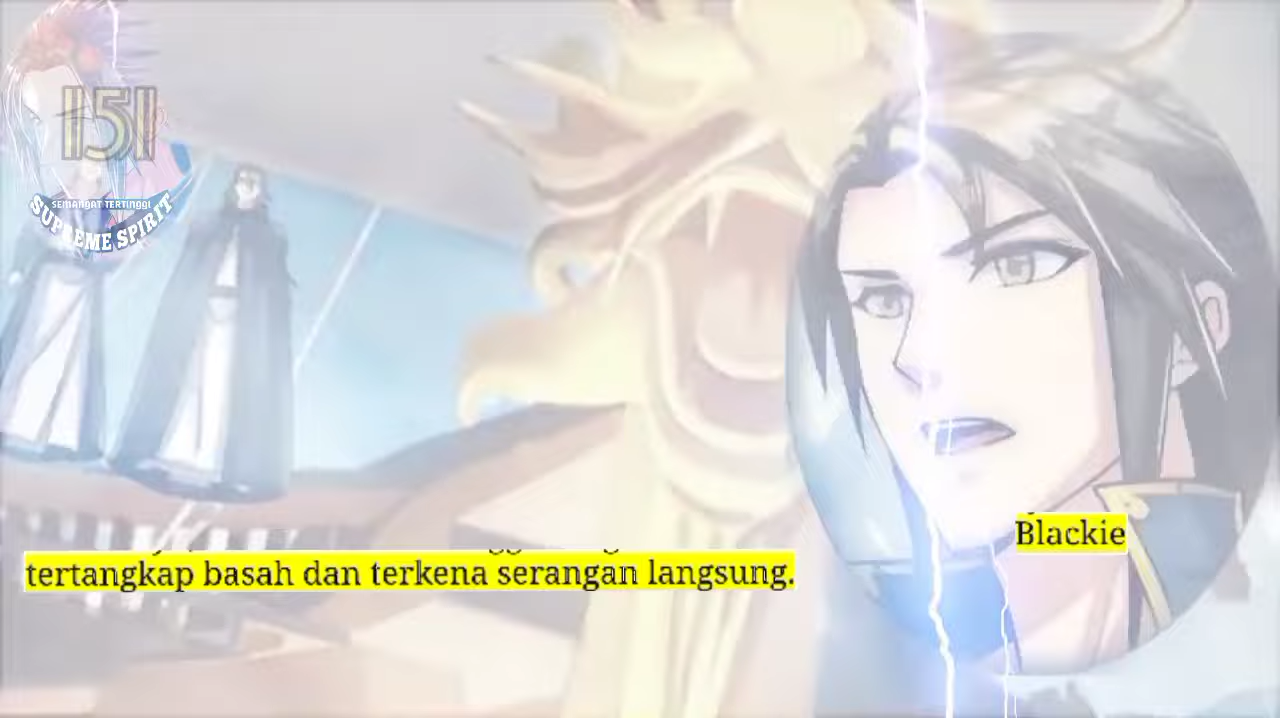 151
SEMANGAT TERTINGGI
SUPREME SPIRIT
Blackie
tertangkap basah dan terkena serangan langsung.